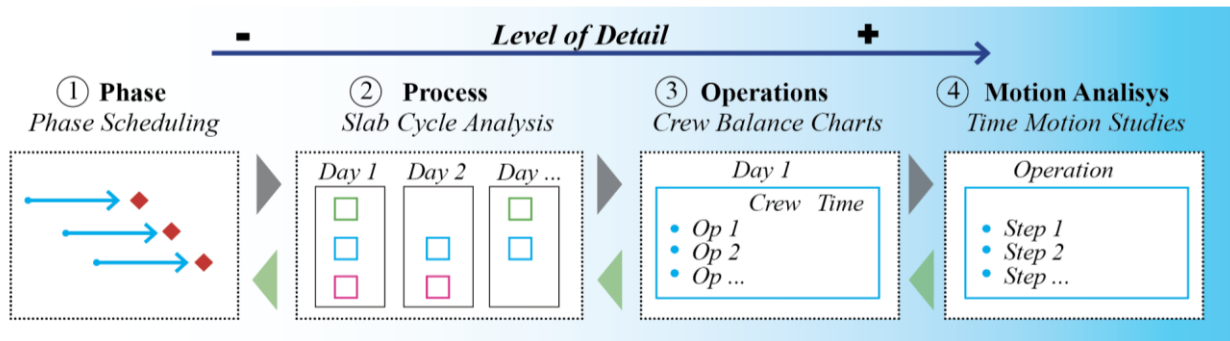 - Level of Detail +
1 Phase
Phase Scheduling
2 Process
Slab Cycle Analysis
3 Operations
Crew Balance Charts
4 Motion Analisys
Time Motion Studies
Day 1 Day 2 Day ...
Day 1
Crew Time
Op 1
Op 2
Op ...
Operation
Step 1
Step 2
Step ...